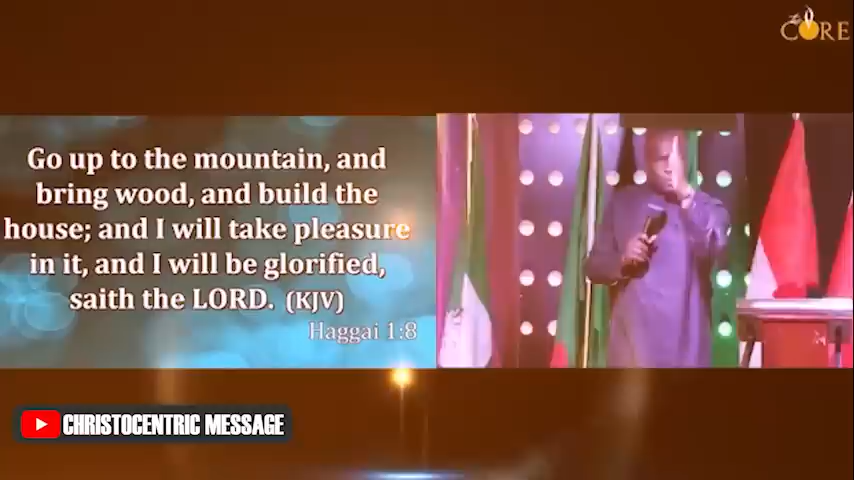 CORE
Go up to the mountain, and
bring wood, and build the
house; and I will take pleasure
in it, and I will be glorified,
saith the LORD. (KJV)
Haggai 1:8
CHRISTOCENTRIC MESSAGE